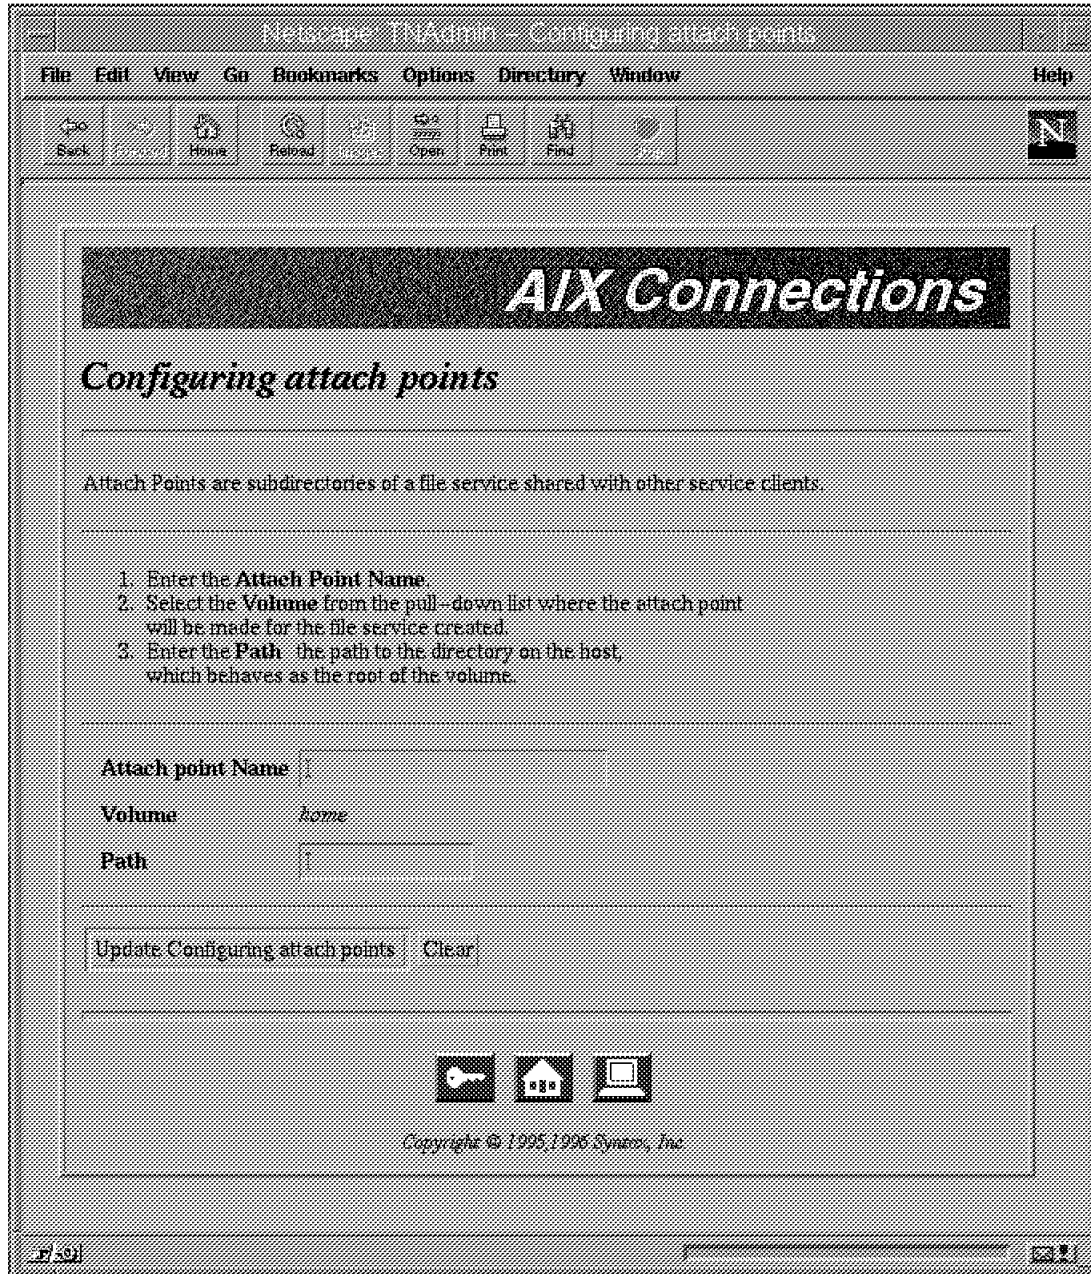 Netscape: TNAdmin – Configuring attach points
File Edit View Go Bookmarks Options Directory Window Help
Back Forward Home Reload Open Print Find
N
AIX Connections
Configuring attach points
Attach Points are subdirectories of a file service shared with other service clients.
1. Enter the Attach Point Name.
2. Select the Volume from the pull-down list where the attach point
will be made for the file service created.
3. Enter the Path the path to the directory on the host,
which behaves as the root of the volume.
Attach point Name
Volume home
Path
Update Configuring attach points Clear
Copyright © 1995,1996 Syntax, Inc.